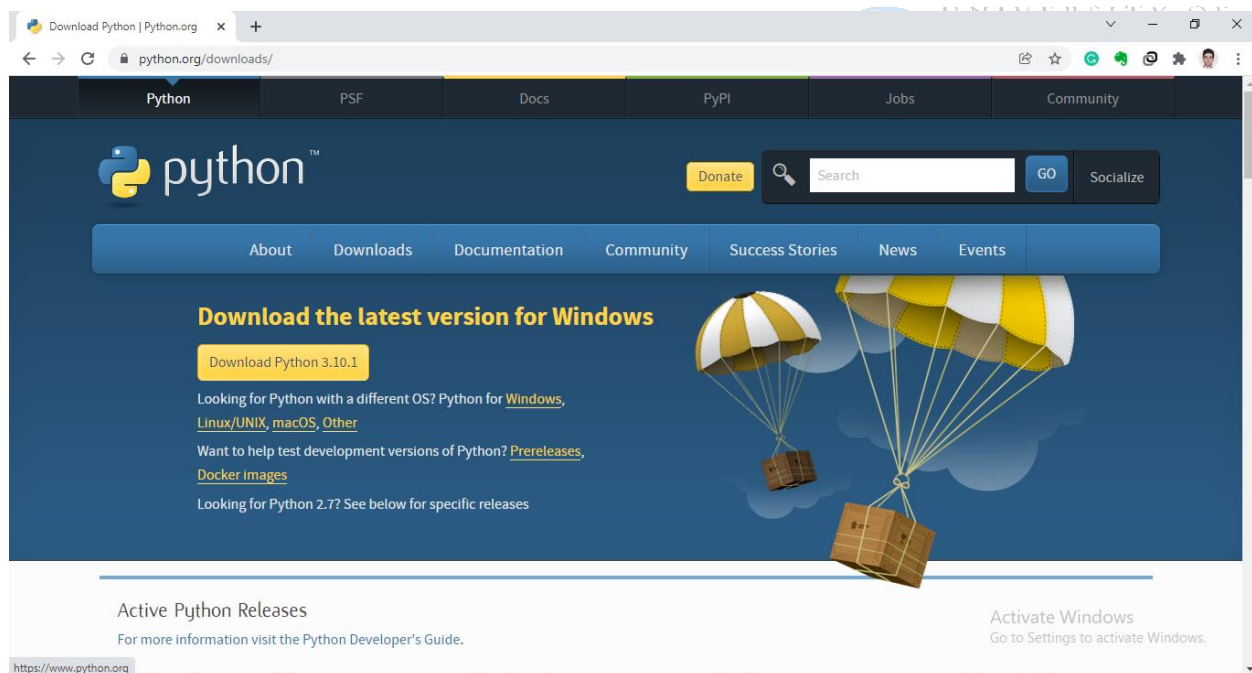 Download Python | Python.org
python.org/downloads/
Python PSF Docs PyPI Jobs Community
python™
Donate Search GO Socialize
About Downloads Documentation Community Success Stories News Events
Download the latest version for Windows
Download Python 3.10.1
Looking for Python with a different OS? Python for Windows,
Linux/UNIX, macOS, Other
Want to help test development versions of Python? Prereleases,
Docker images
Looking for Python 2.7? See below for specific releases
Active Python Releases
For more information visit the Python Developer's Guide.
Activate Windows
Go to Settings to activate Windows.
https://www.python.org